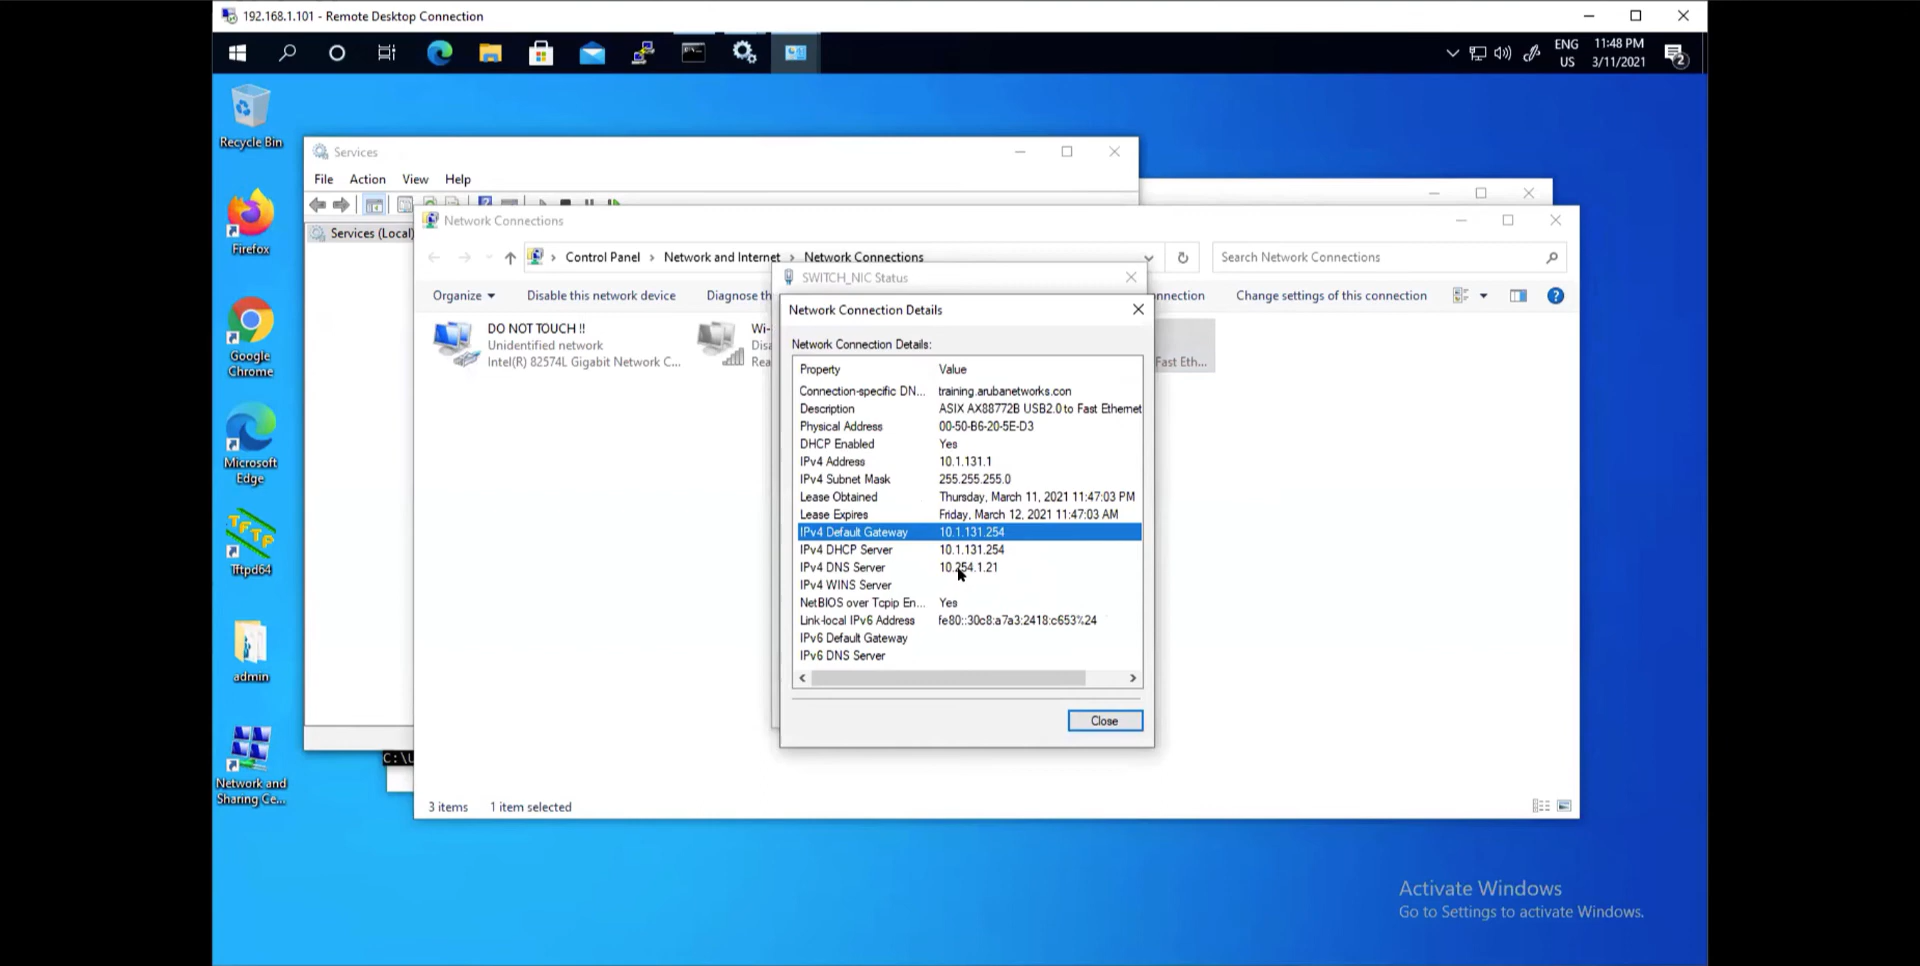 192.168.1.101 - Remote Desktop Connection
ENG
US
11:48 PM
3/11/2021
2
Recycle Bin
Firefox
Google
Chrome
Microsoft
Edge
Tftpd64
admin
Network and
Sharing Ce...
Services
File Action View Help
Services (Local)
Network Connections
Control Panel > Network and Internet > Network Connections
Search Network Connections
Organize
Disable this network device
Diagnose th
nnection
Change settings of this connection
DO NOT TOUCH !!
Unidentified network
Intel(R) 82574L Gigabit Network C...
Wi-
Disa
Rea
Fast Eth...
SWITCH_NIC Status
Network Connection Details
Network Connection Details:
Property Value
Connection-specific DN... training.arubanetworks.con
Description ASIX AX88772B USB2.0 to Fast Ethernet
Physical Address 00-50-B6-20-5E-D3
DHCP Enabled Yes
IPv4 Address 10.1.131.1
IPv4 Subnet Mask 255.255.255.0
Lease Obtained Thursday, March 11, 2021 11:47:03 PM
Lease Expires Friday, March 12, 2021 11:47:03 AM
IPv4 Default Gateway 10.1.131.254
IPv4 DHCP Server 10.1.131.254
IPv4 DNS Server 10.254.1.21
IPv4 WINS Server
NetBIOS over Tcpip En... Yes
Link-local IPv6 Address fe80::30c8:a7a3:2418:c653%24
IPv6 Default Gateway
IPv6 DNS Server
Close
C:\U
3 items 1 item selected
Activate Windows
Go to Settings to activate Windows.